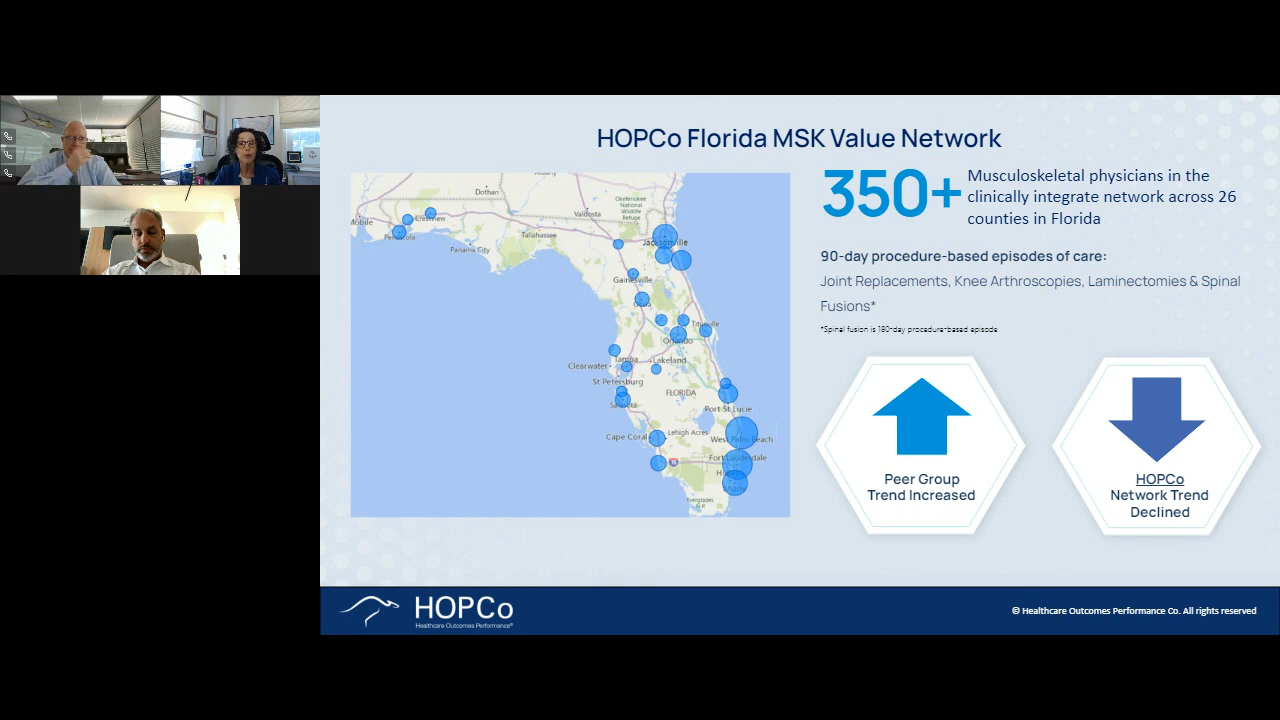 HOPCo Florida MSK Value Network
350+
Musculoskeletal physicians in the
clinically integrate network across 26
counties in Florida
90-day procedure-based episodes of care:
Joint Replacements, Knee Arthroscopies, Laminectomies & Spinal
Fusions*
*Spinal fusion is 180-day procedure-based episode
Dothan
Okefenokee
National
Wildlife
Refuge
Valdosta
Mobile
Crestview
Pensacola
Tallahassee
Jacksonville
Panama City
Gainesville
Ocala
Titusville
Orlando
Tampa
Lakeland
Clearwater
St Petersburg
FLORIDA
Sarasota
Port St Lucie
Cape Coral
Lehigh Acres
West Palm Beach
Fort Lauderdale
Miami
Everglades
N.P.
Peer Group
Trend Increased
HOPCo
Network Trend
Declined
HOPCo
Healthcare Outcomes Performance®
© Healthcare Outcomes Performance Co. All rights reserved